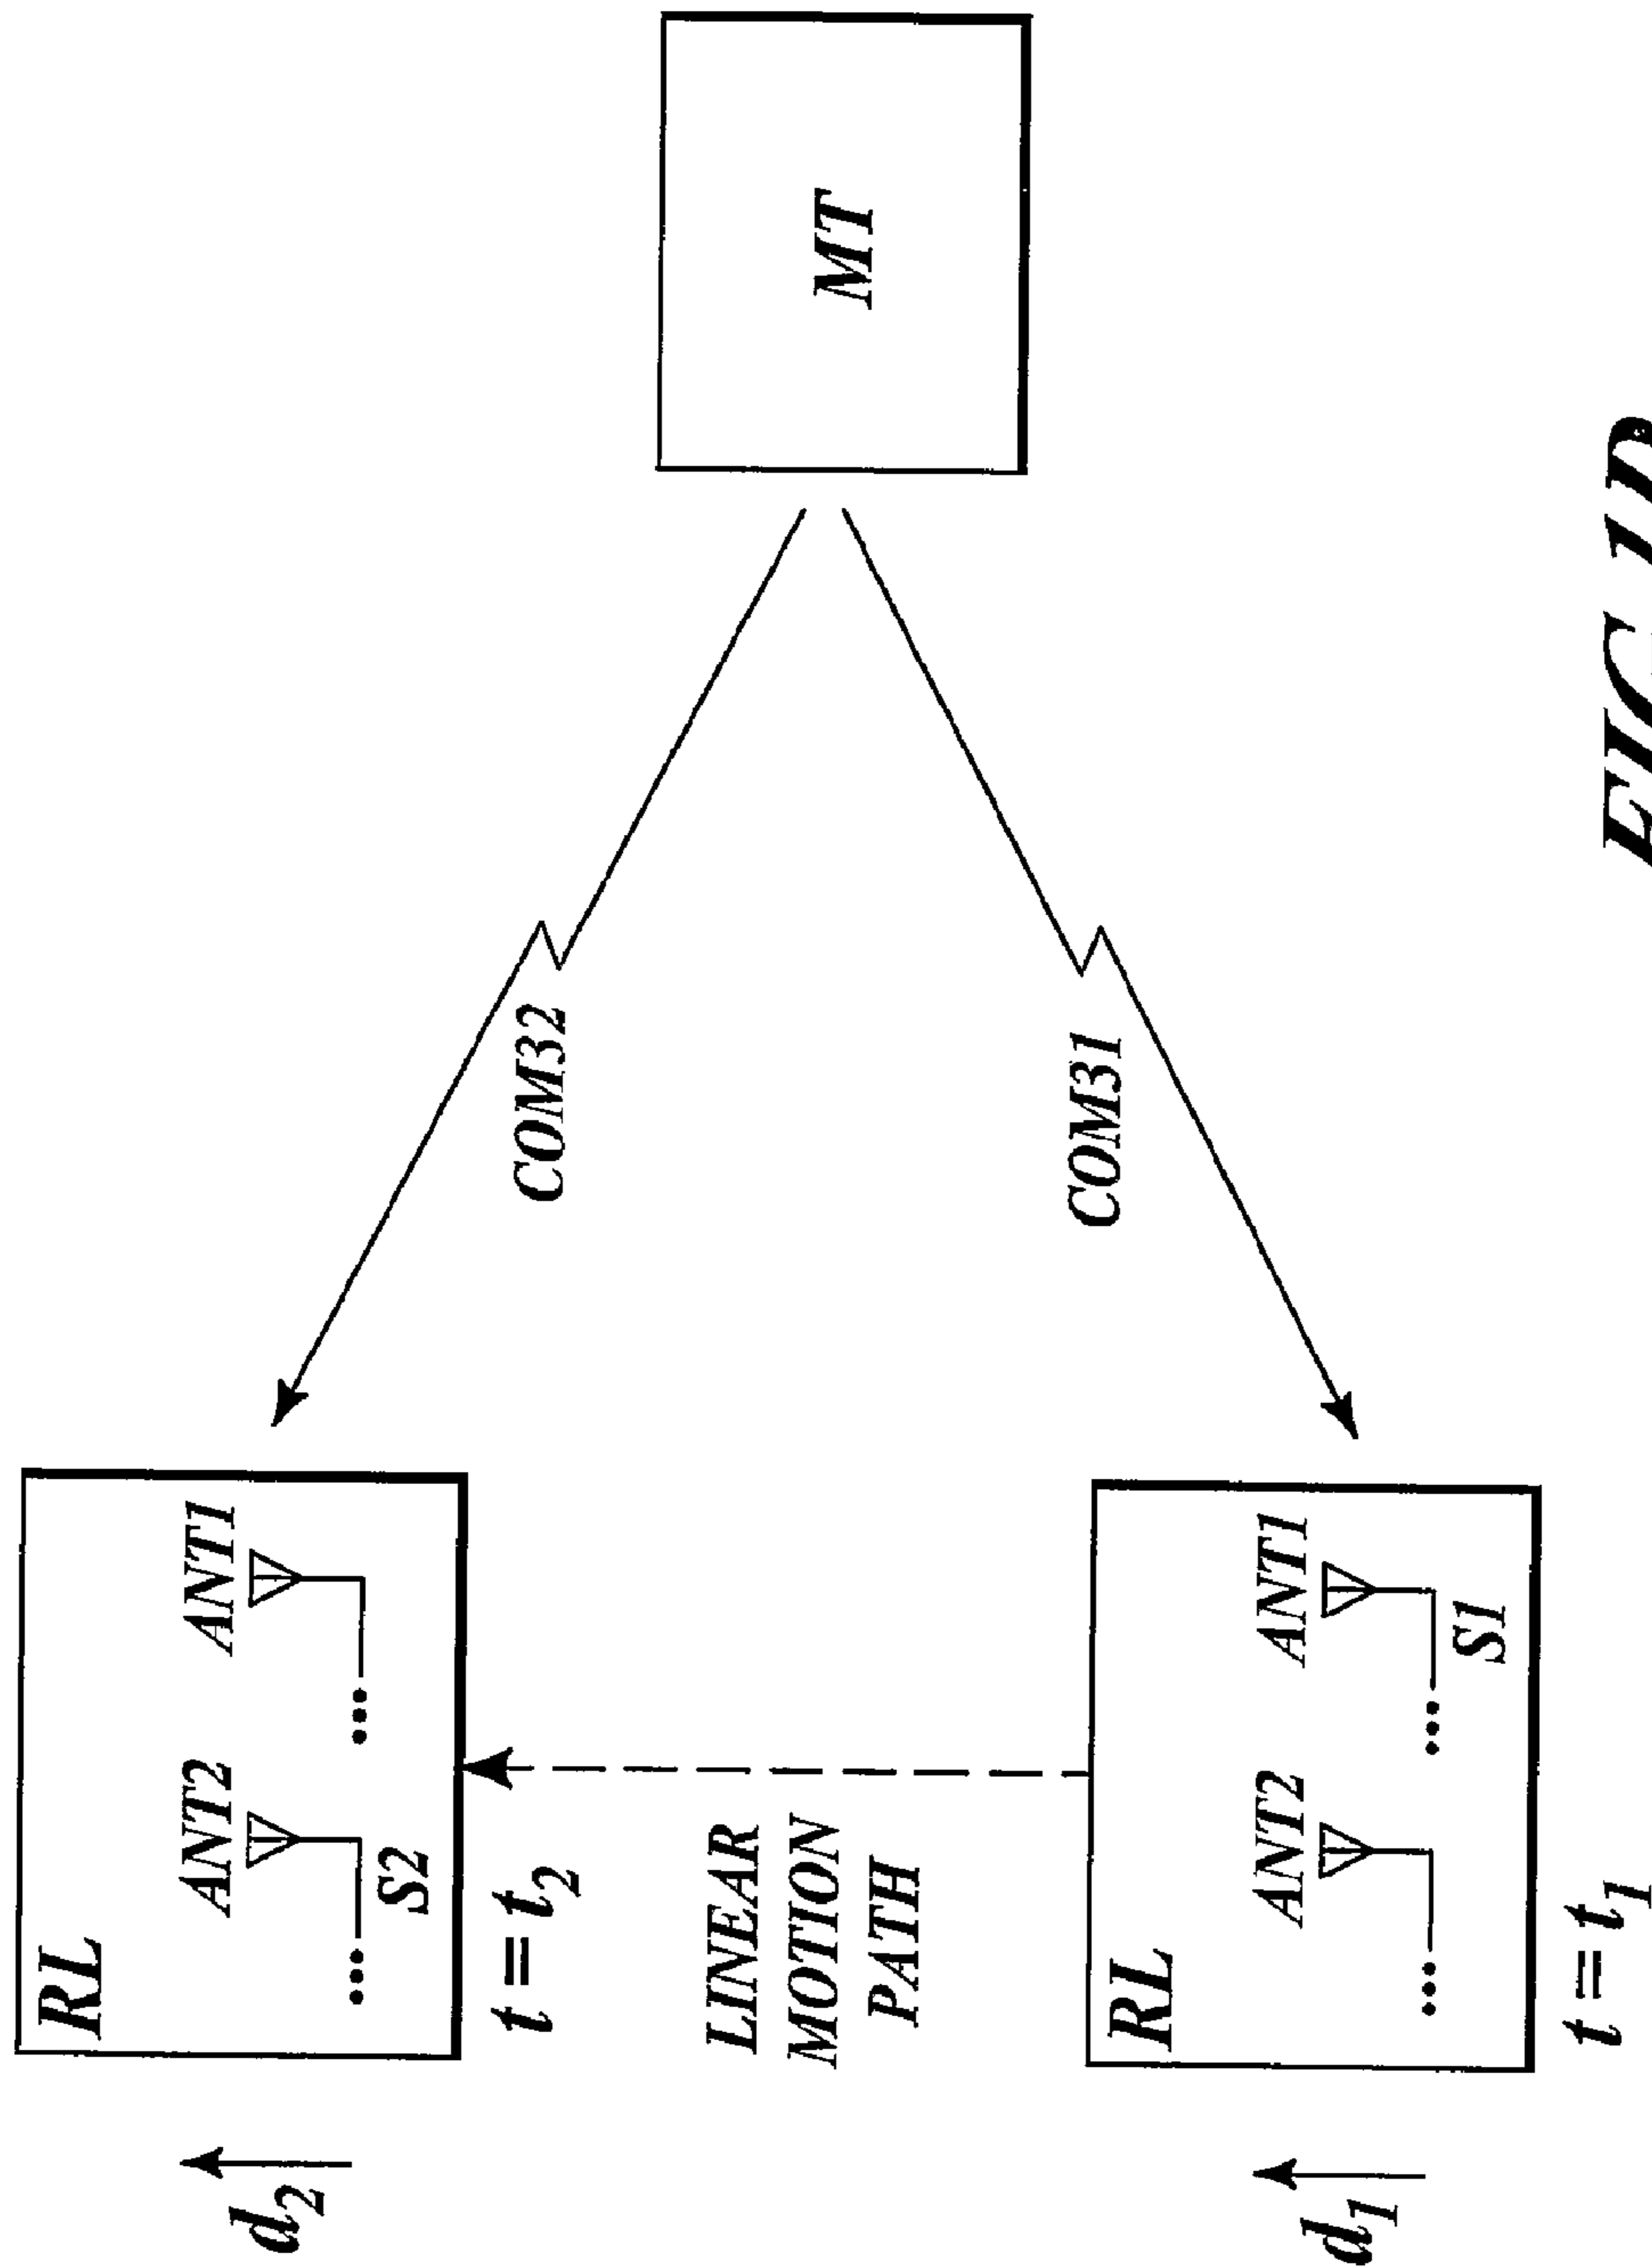 RL
ANT2 ANT1
d2
... S2 ...
t = t2
COM32
LINEAR
MOTION
PATH
MT
COM31
RL
ANT2 ANT1
d1
... ...
S1
t = t1
FIG